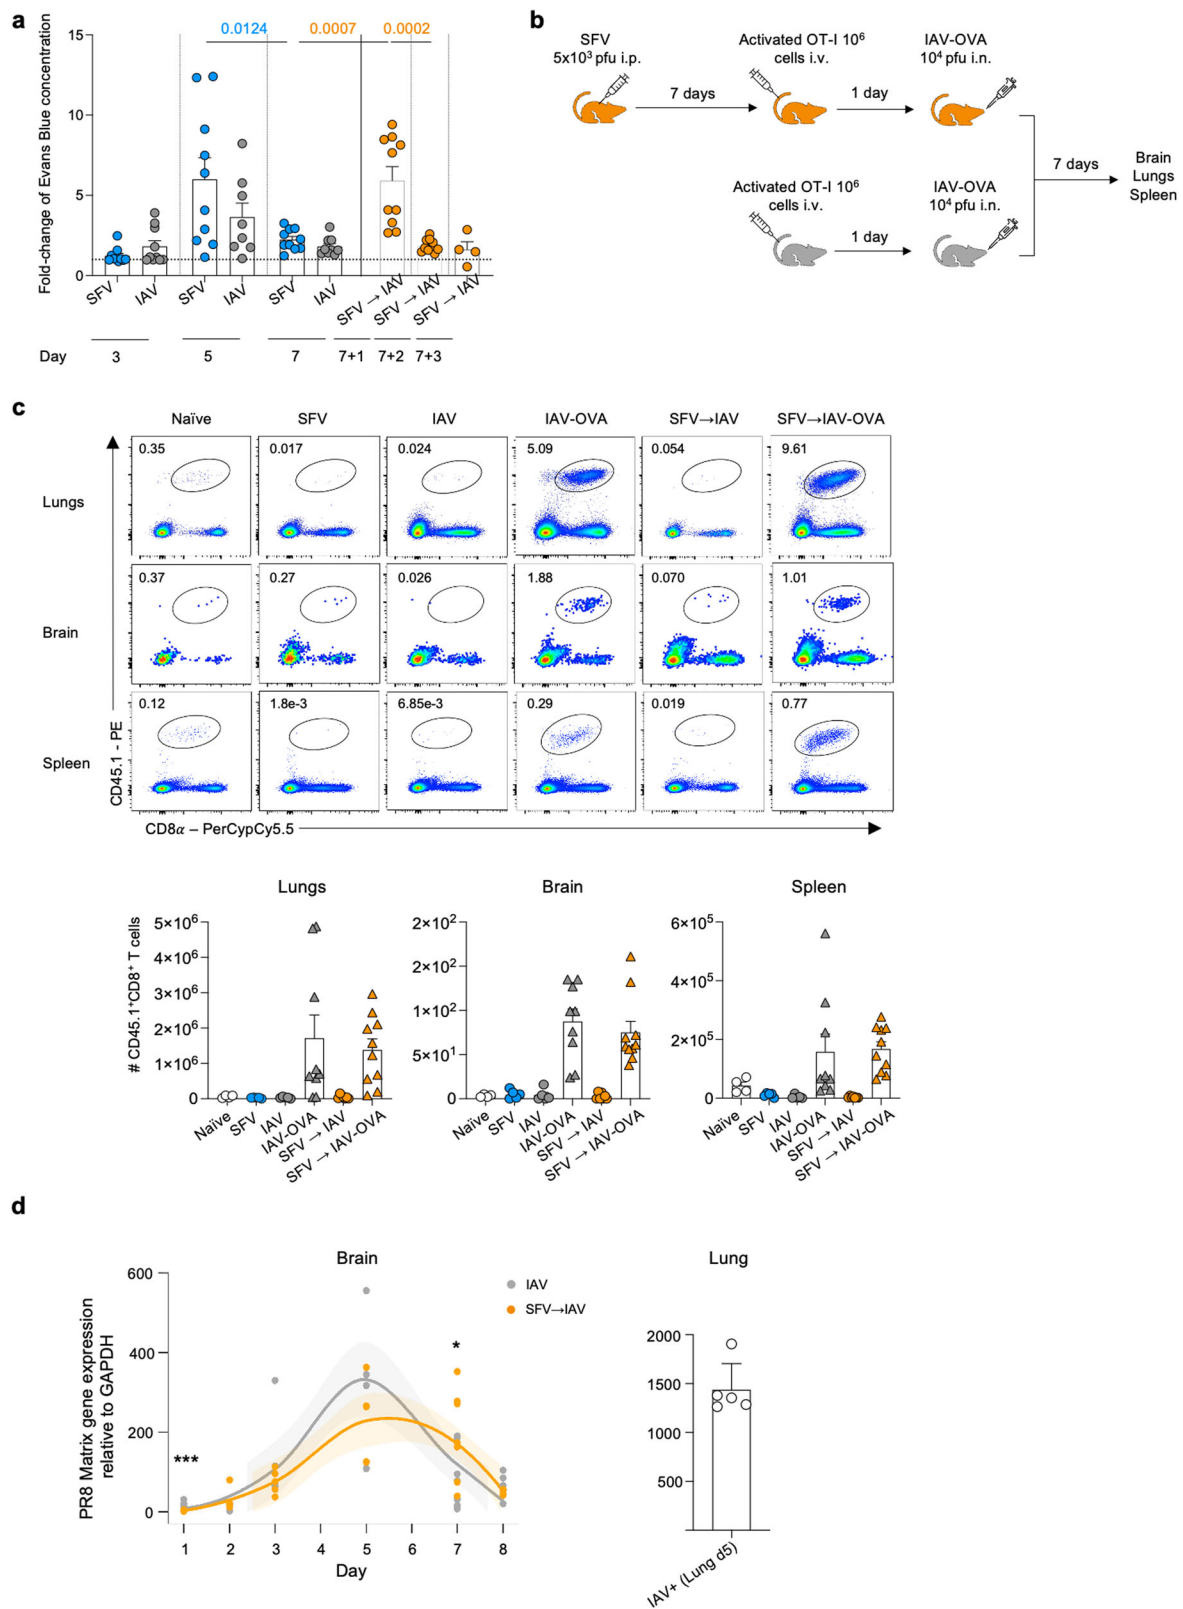 a
0.0124
0.0007
0.0002
Fold-change of Evans Blue concentration
15
10
5
0
SFV
IAV
SFV
IAV
SFV
IAV
SFV → IAV
SFV → IAV
SFV → IAV
Day
3
5
7
7+1
7+2
7+3
b
SFV
5x10³ pfu i.p.
7 days
Activated OT-I 10⁶
cells i.v.
1 day
IAV-OVA
10⁴ pfu i.n.
Activated OT-I 10⁶
cells i.v.
1 day
IAV-OVA
10⁴ pfu i.n.
7 days
Brain
Lungs
Spleen
c
Naïve
SFV
IAV
IAV-OVA
SFV→IAV
SFV→IAV-OVA
Lungs
0.35
0.017
0.024
5.09
0.054
9.61
Brain
0.37
0.27
0.026
1.88
0.070
1.01
Spleen
0.12
1.8e-3
6.85e-3
0.29
0.019
0.77
CD45.1 - PE
CD8α – PerCypCy5.5
Lungs
# CD45.1⁺CD8⁺ T cells
5×10⁶
4×10⁶
3×10⁶
2×10⁶
1×10⁶
0
Naïve
SFV
IAV
IAV-OVA
SFV → IAV
SFV → IAV-OVA
Brain
2×10²
2×10²
1×10²
5×10¹
0
Naïve
SFV
IAV
IAV-OVA
SFV → IAV
SFV → IAV-OVA
Spleen
6×10⁵
4×10⁵
2×10⁵
0
Naïve
SFV
IAV
IAV-OVA
SFV → IAV
SFV → IAV-OVA
d
Brain
PR8 Matrix gene expression
relative to GAPDH
600
400
200
0
***
*
IAV
SFV→IAV
1
2
3
4
5
6
7
8
Day
Lung
2000
1500
1000
500
IAV+ (Lung d5)